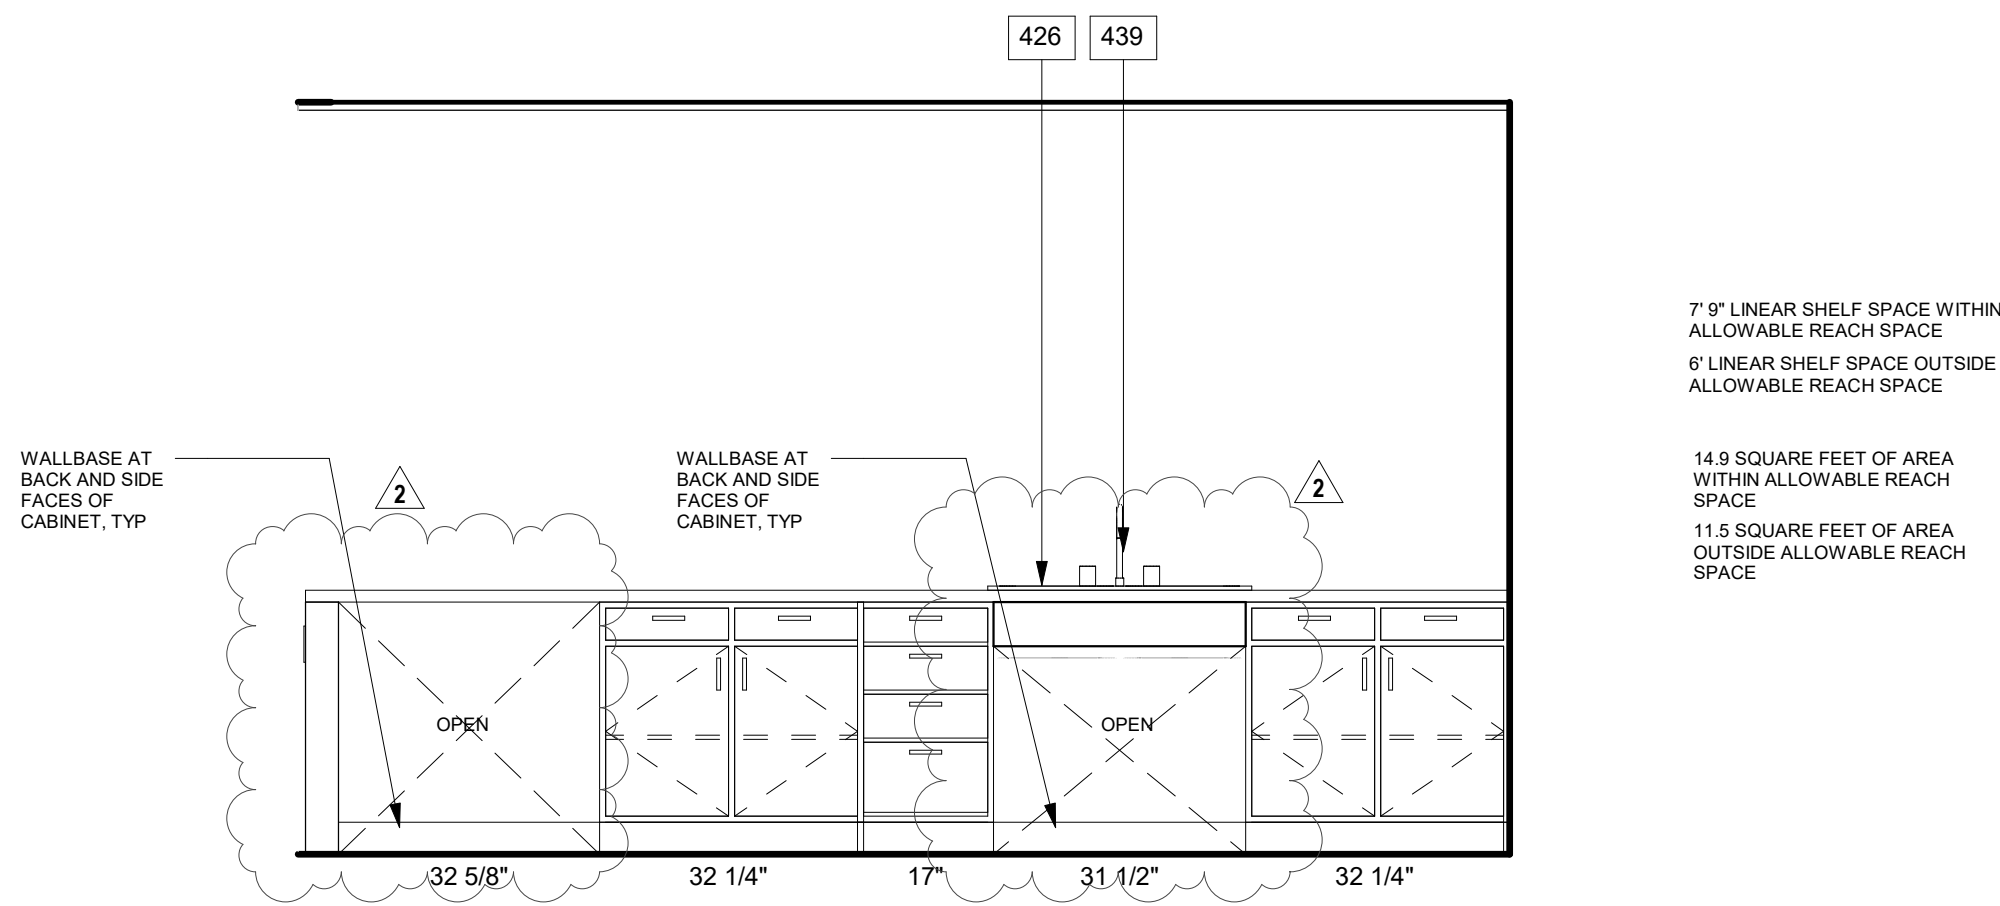 426 439
WALLBASE AT
BACK AND SIDE
FACES OF
CABINET, TYP
2
WALLBASE AT
BACK AND SIDE
FACES OF
CABINET, TYP
2
7' 9" LINEAR SHELF SPACE WITHIN
ALLOWABLE REACH SPACE
6' LINEAR SHELF SPACE OUTSIDE
ALLOWABLE REACH SPACE
14.9 SQUARE FEET OF AREA
WITHIN ALLOWABLE REACH
SPACE
11.5 SQUARE FEET OF AREA
OUTSIDE ALLOWABLE REACH
SPACE
OPEN
OPEN
32 5/8" 32 1/4" 17" 31 1/2" 32 1/4"